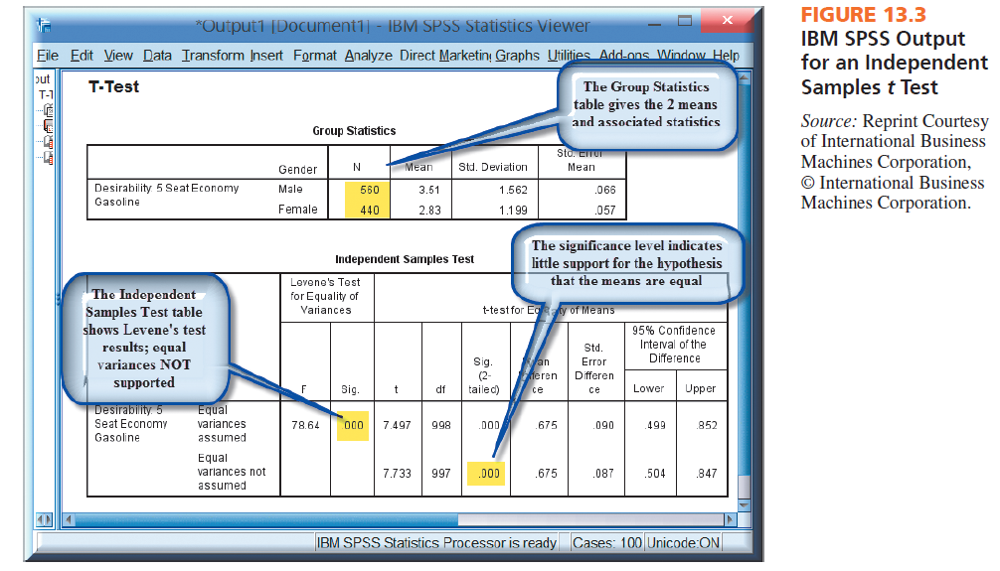 *Output1 [Document1] - IBM SPSS Statistics Viewer
File Edit View Data Transform Insert Format Analyze Direct Marketing Graphs Utilities Add-ons Window Help
out
T-T
T-Test
The Group Statistics
table gives the 2 means
and associated statistics
Group Statistics
Gender N Mean Std. Deviation Std. Error
Mean
Desirability 5 Seat Economy
Gasoline
Male 560 3.51 1.562 .066
Female 440 2.83 1.199 .057
The significance level indicates
little support for the hypothesis
that the means are equal
Independent Samples Test
The Independent
Samples Test table
shows Levene's test
results; equal
variances NOT
supported
Levene's Test
for Equality of
Variances
t-test for Equality of Means
F Sig. t df
Sig.
(2-
tailed)
Mean
Differen
ce
Std.
Error
Differen
ce
95% Confidence
Interval of the
Difference
Lower Upper
Desirability 5
Seat Economy
Gasoline
Equal
variances
assumed
78.64 .000 7.497 998 .000 .675 .090 .499 .852
Equal
variances not
assumed
7.733 997 .000 .675 .087 .504 .847
IBM SPSS Statistics Processor is ready Cases: 100 Unicode:ON
FIGURE 13.3
IBM SPSS Output
for an Independent
Samples t Test
Source: Reprint Courtesy
of International Business
Machines Corporation,
© International Business
Machines Corporation.